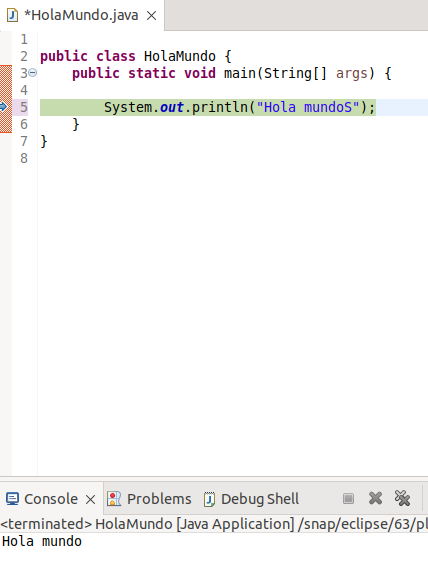 *HolaMundo.java
1
2 public class HolaMundo {
3 public static void main(String[] args) {
4
5 System.out.println("Hola mundoS");
6 }
7 }
8
Console Problems Debug Shell
<terminated> HolaMundo [Java Application] /snap/eclipse/63/pl
Hola mundo